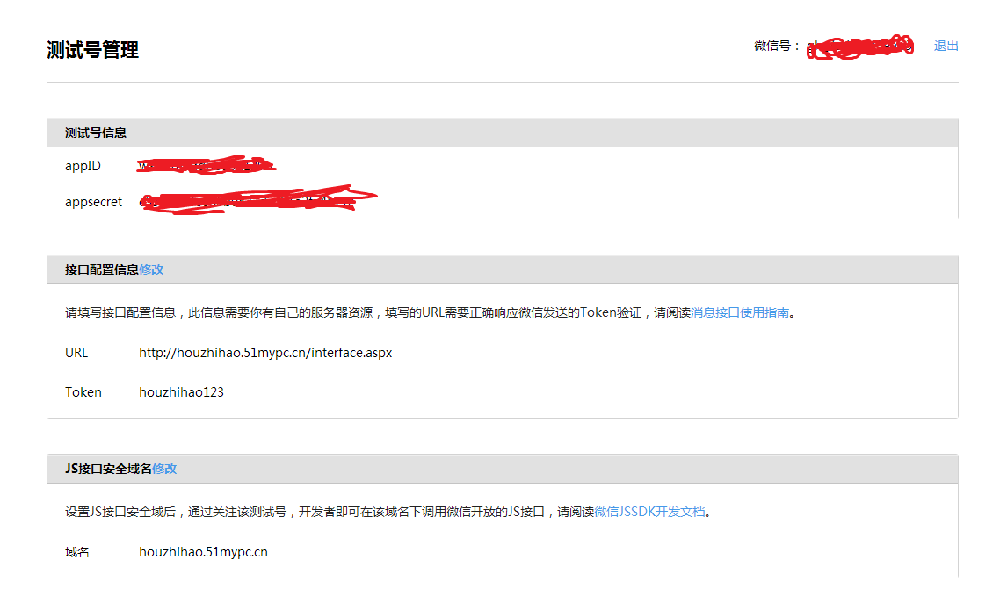 测试号管理
微信号： 退出
测试号信息
appID
appsecret
接口配置信息修改
请填写接口配置信息，此信息需要你有自己的服务器资源，填写的URL需要正确响应微信发送的Token验证，请阅读消息接口使用指南。
URL http://houzhihao.51mypc.cn/interface.aspx
Token houzhihao123
JS接口安全域名修改
设置JS接口安全域后，通过关注该测试号，开发者即可在该域名下调用微信开放的JS接口，请阅读微信JSSDK开发文档。
域名 houzhihao.51mypc.cn